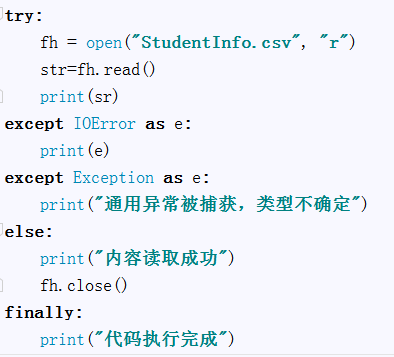 try:
    fh = open("StudentInfo.csv", "r")
    str=fh.read()
    print(sr)
except IOError as e:
    print(e)
except Exception as e:
    print("通用异常被捕获，类型不确定")
else:
    print("内容读取成功")
    fh.close()
finally:
    print("代码执行完成")